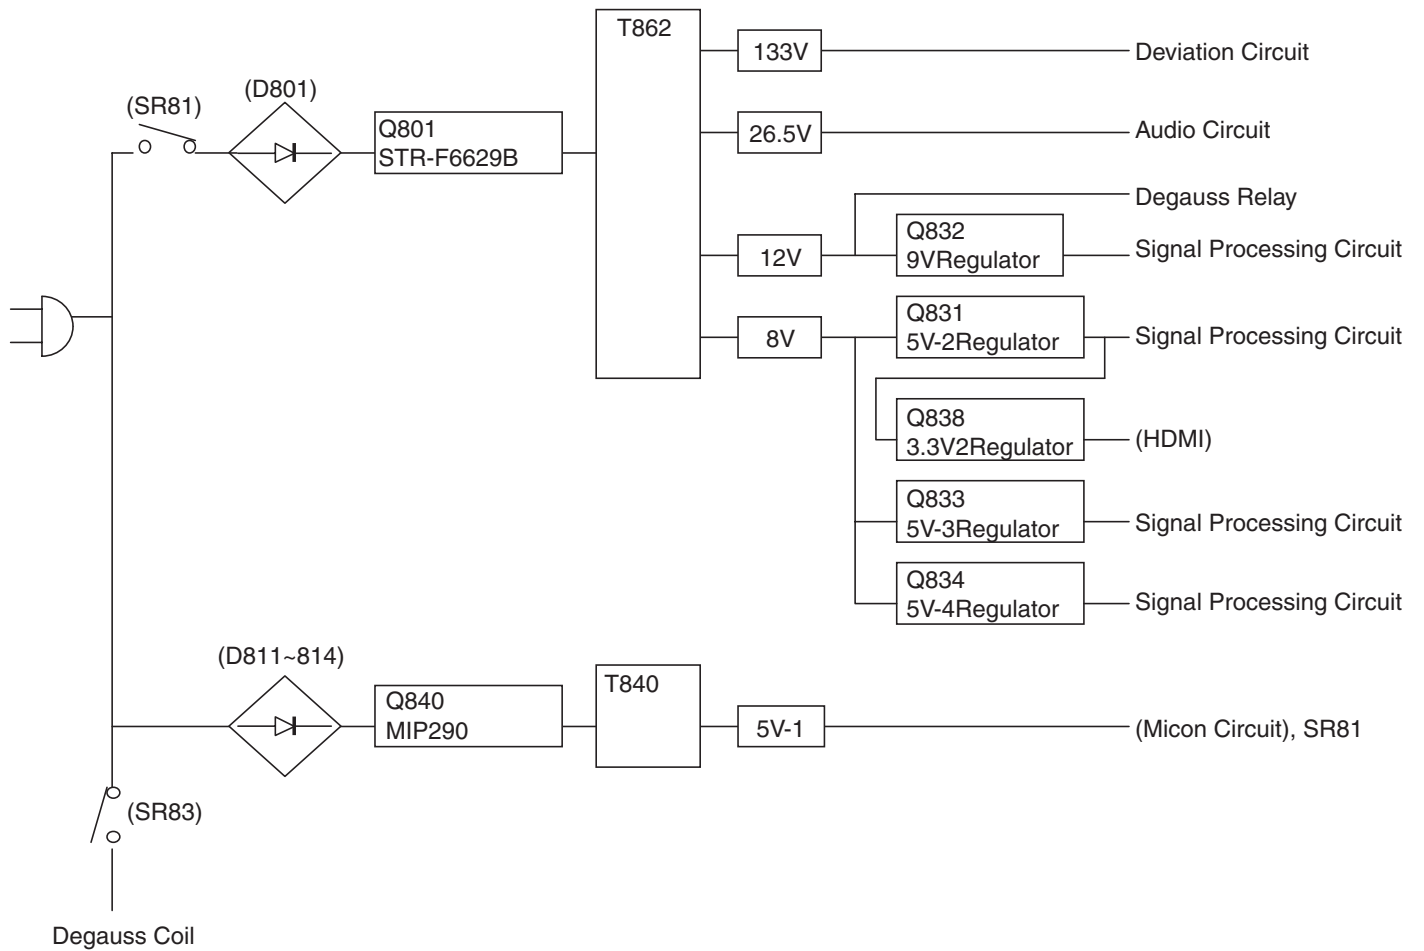 T862
133V
Deviation Circuit
(D801)
(SR81)
Q801
STR-F6629B
26.5V
Audio Circuit
Degauss Relay
12V
Q832
9VRegulator
Signal Processing Circuit
8V
Q831
5V-2Regulator
Signal Processing Circuit
Q838
3.3V2Regulator
(HDMI)
Q833
5V-3Regulator
Signal Processing Circuit
Q834
5V-4Regulator
Signal Processing Circuit
(D811~814)
Q840
MIP290
T840
5V-1
(Micon Circuit), SR81
(SR83)
Degauss Coil